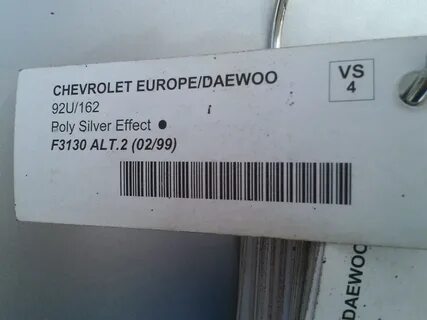 CHEVROLET EUROPE/DAEWOO
92U/162
Poly Silver Effect ●
F3130 ALT.2 (02/99)
VS
4
DAEWOO